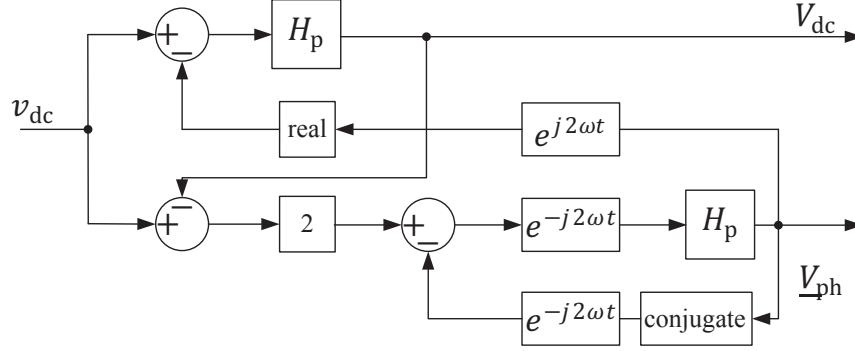 V_dc
+
−
H_p
v_dc
real
e^{j2ωt}
−
+
2
+
−
e^{-j2ωt}
H_p
V_ph
e^{-j2ωt}
conjugate